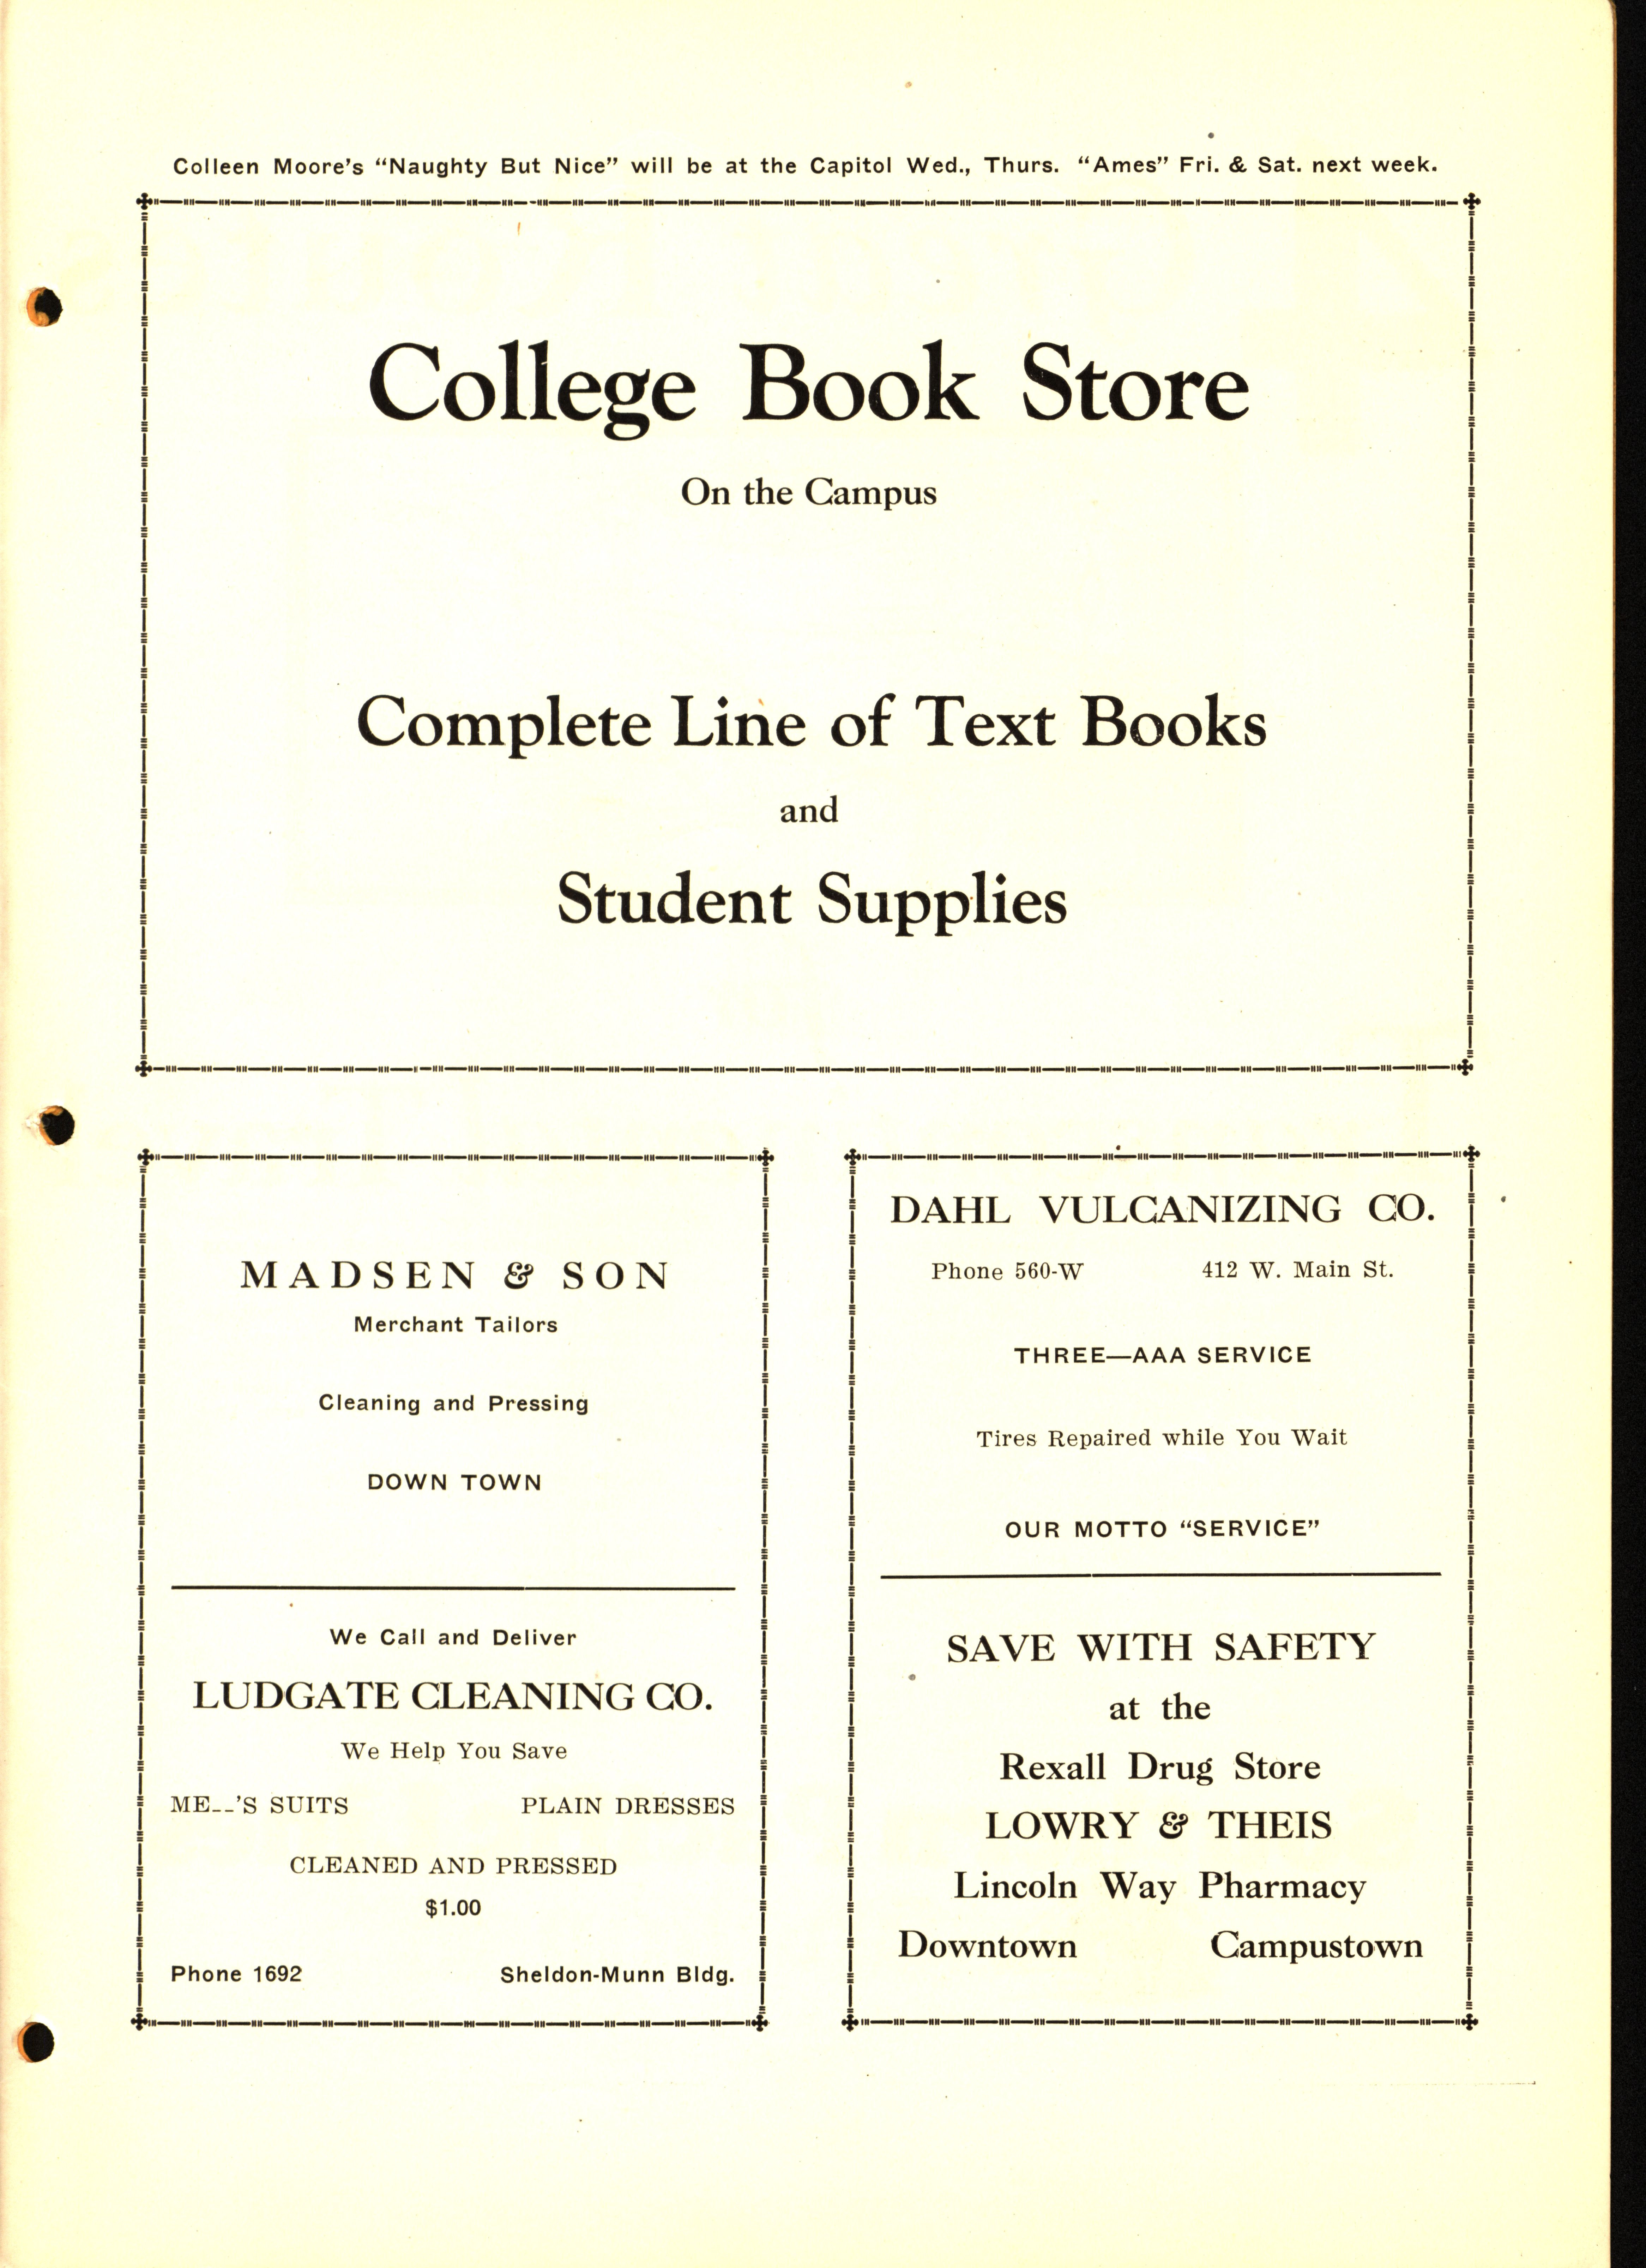 Colleen Moore's “Naughty But Nice” will be at the Capitol Wed., Thurs. “Ames” Fri. & Sat. next week.
College Book Store
On the Campus
Complete Line of Text Books
and
Student Supplies
MADSEN & SON
Merchant Tailors
Cleaning and Pressing
DOWN TOWN
We Call and Deliver
LUDGATE CLEANING CO.
We Help You Save
ME__'S SUITS PLAIN DRESSES
CLEANED AND PRESSED
$1.00
Phone 1692 Sheldon-Munn Bldg.
DAHL VULCANIZING CO.
Phone 560-W 412 W. Main St.
THREE—AAA SERVICE
Tires Repaired while You Wait
OUR MOTTO “SERVICE”
SAVE WITH SAFETY
at the
Rexall Drug Store
LOWRY & THEIS
Lincoln Way Pharmacy
Downtown Campustown